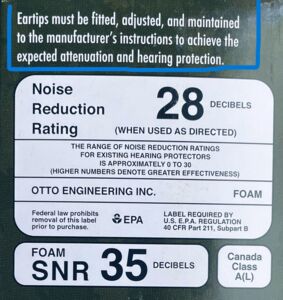 Eartips must be fitted, adjusted, and maintained
to the manufacturer's instructions to achieve the
expected attenuation and hearing protection.
Noise
Reduction
Rating
28 DECIBELS
(WHEN USED AS DIRECTED)
THE RANGE OF NOISE REDUCTION RATINGS
FOR EXISTING HEARING PROTECTORS
IS APPROXIMATELY 0 TO 30
(HIGHER NUMBERS DENOTE GREATER EFFECTIVENESS)
OTTO ENGINEERING INC. FOAM
Federal law prohibits
removal of this label
prior to purchase.
EPA
LABEL REQUIRED BY
U.S. E.P.A. REGULATION
40 CFR Part 211, Subpart B
FOAM
SNR 35 DECIBELS
Canada
Class
A(L)